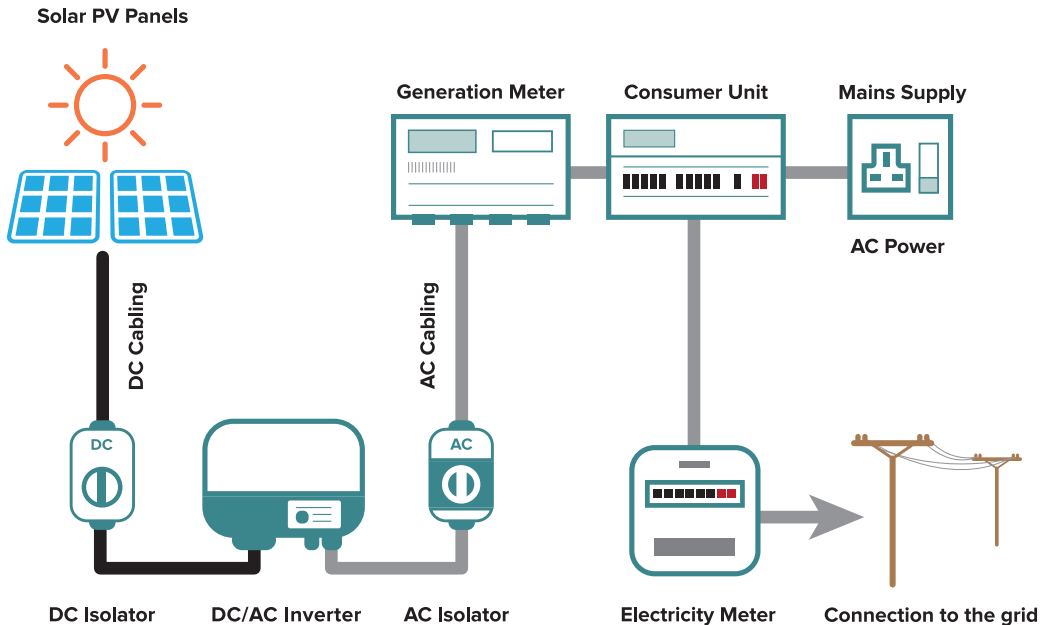 Solar PV Panels
Generation Meter
Consumer Unit
Mains Supply
AC Power
DC Cabling
AC Cabling
DC
AC
DC Isolator
DC/AC Inverter
AC Isolator
Electricity Meter
Connection to the grid